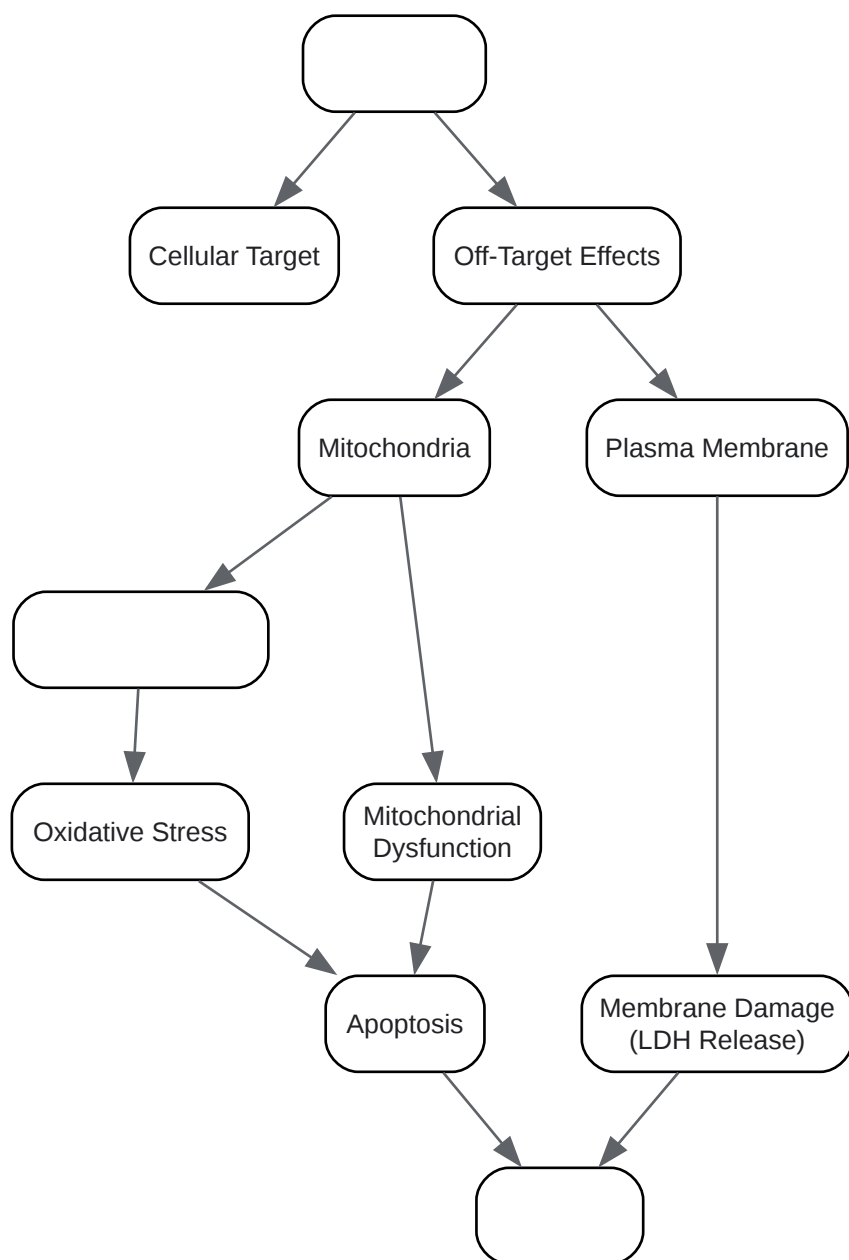 Cellular Target
Off-Target Effects
Mitochondria
Plasma Membrane
Oxidative Stress
Mitochondrial
Dysfunction
Apoptosis
Membrane Damage
(LDH Release)